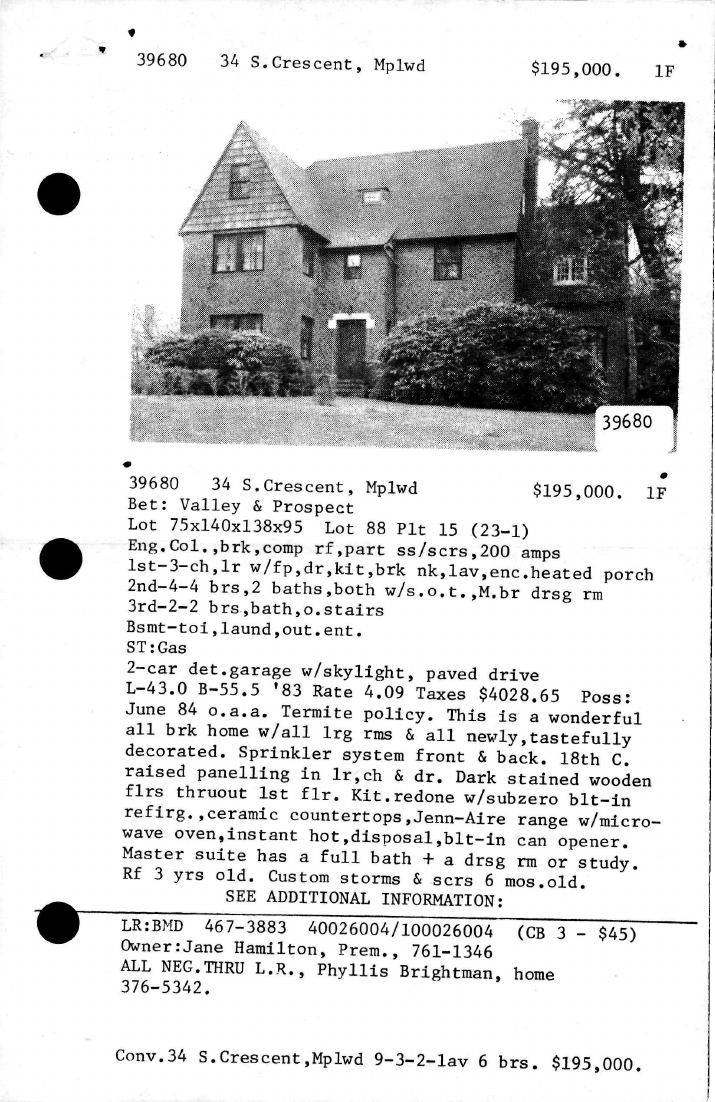 39680 34 S.Crescent, Mplwd $195,000. 1F
39680
39680 34 S.Crescent, Mplwd $195,000. 1F
Bet: Valley & Prospect
Lot 75x140x138x95 Lot 88 Plt 15 (23-1)
Eng.Col.,brk,comp rf,part ss/scrs,200 amps
1st-3-ch,lr w/fp,dr,kit,brk nk,lav,enc.heated porch
2nd-4-4 brs,2 baths,both w/s.o.t.,M.br drsg rm
3rd-2-2 brs,bath,o.stairs
Bsmt-toi,laund,out.ent.
ST:Gas
2-car det.garage w/skylight, paved drive
L-43.0 B-55.5 '83 Rate 4.09 Taxes $4028.65 Poss:
June 84 o.a.a. Termite policy. This is a wonderful
all brk home w/all lrg rms & all newly,tastefully
decorated. Sprinkler system front & back. 18th C.
raised panelling in lr,ch & dr. Dark stained wooden
flrs thruout 1st flr. Kit.redone w/subzero blt-in
refirg.,ceramic countertops,Jenn-Aire range w/micro-
wave oven,instant hot,disposal,blt-in can opener.
Master suite has a full bath + a drsg rm or study.
Rf 3 yrs old. Custom storms & scrs 6 mos.old.
SEE ADDITIONAL INFORMATION:
LR:BMD 467-3883 40026004/100026004 (CB 3 - $45)
Owner:Jane Hamilton, Prem., 761-1346
ALL NEG.THRU L.R., Phyllis Brightman, home
376-5342.
Conv.34 S.Crescent,Mplwd 9-3-2-1av 6 brs. $195,000.